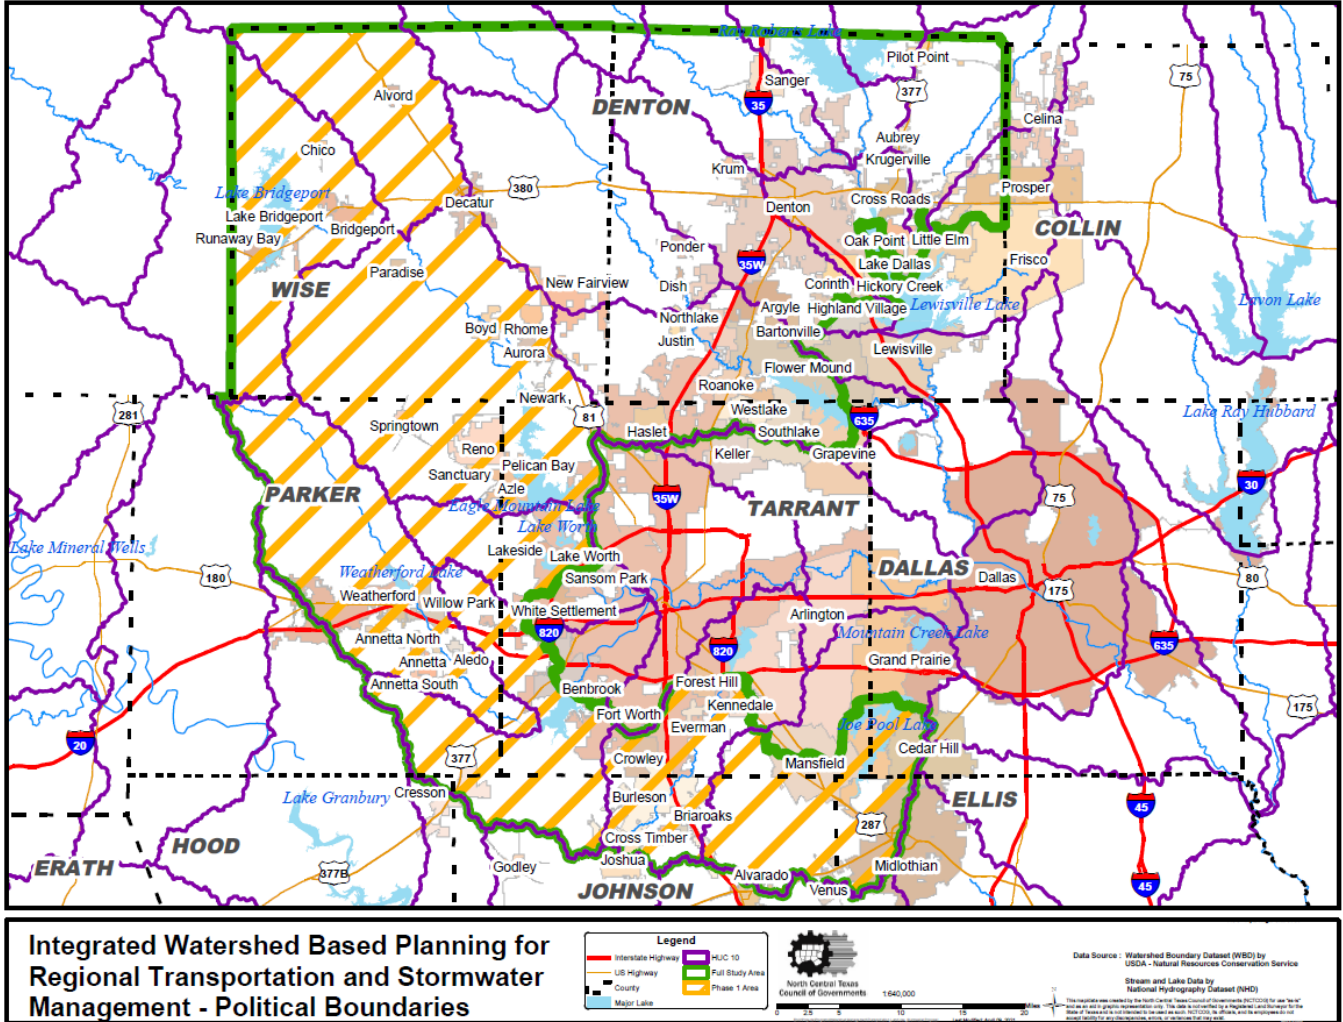 Ray Roberts Lake
Pilot Point
Sanger
75
377
35
Alvord
DENTON
Celina
Aubrey
Chico
Krugerville
Krum
380
Prosper
Lake Bridgeport
Decatur
Cross Roads
Denton
Lake Bridgeport
Bridgeport
COLLIN
Runaway Bay
Ponder
Oak Point
Little Elm
35W
Frisco
Lake Dallas
Paradise
New Fairview
Dish
Corinth
Hickory Creek
WISE
Lewisville Lake
Lavon Lake
Argyle
Highland Village
Northlake
Boyd
Rhome
Bartonville
Justin
Aurora
Lewisville
Flower Mound
Roanoke
Newark
281
81
Westlake
635
Lake Ray Hubbard
Springtown
Haslet
Southlake
Reno
Keller
Grapevine
Pelican Bay
Sanctuary
30
Azle
PARKER
35W
75
Eagle Mountain Lake
TARRANT
Lake Worth
Lake Mineral Wells
Lakeside
Lake Worth
DALLAS
180
Weatherford Lake
Sansom Park
Dallas
80
Weatherford
Willow Park
175
White Settlement
Arlington
820
Mountain Creek Lake
Annetta North
820
635
Annetta
Aledo
Grand Prairie
Annetta South
Benbrook
Forest Hill
Kennedale
175
Fort Worth
Joe Pool Lake
Everman
20
Cedar Hill
377
Crowley
Mansfield
Lake Granbury
Cresson
Burleson
ELLIS
45
Briaroaks
287
HOOD
Cross Timber
ERATH
377B
Godley
Joshua
Midlothian
Alvarado
45
JOHNSON
Venus
Integrated Watershed Based Planning for
Regional Transportation and Stormwater
Management - Political Boundaries
Legend
Interstate Highway
HUC 10
US Highway
Full Study Area
County
Phase 1 Area
Major Lake
North Central Texas
Council of Governments
1:640,000
0 2.5 5 10 15 20
Miles
Data Source : Watershed Boundary Dataset (WBD) by
USDA - Natural Resources Conservation Service
Stream and Lake Data by
National Hydrography Dataset (NHD)